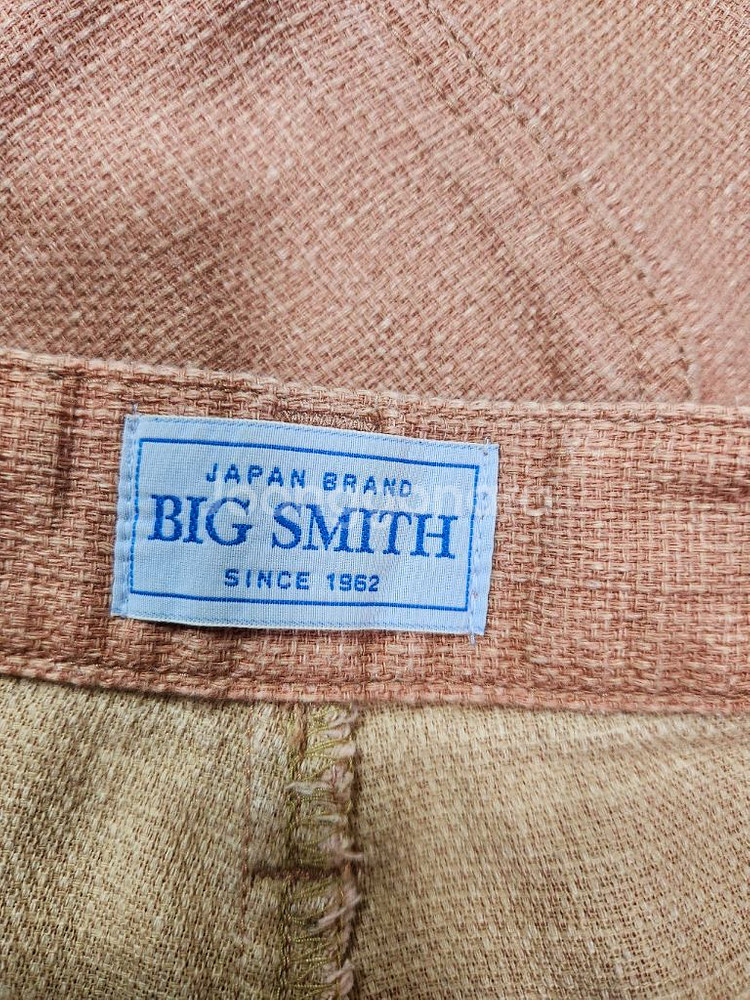 JAPAN BRAND
BIG SMITH
SINCE 1962